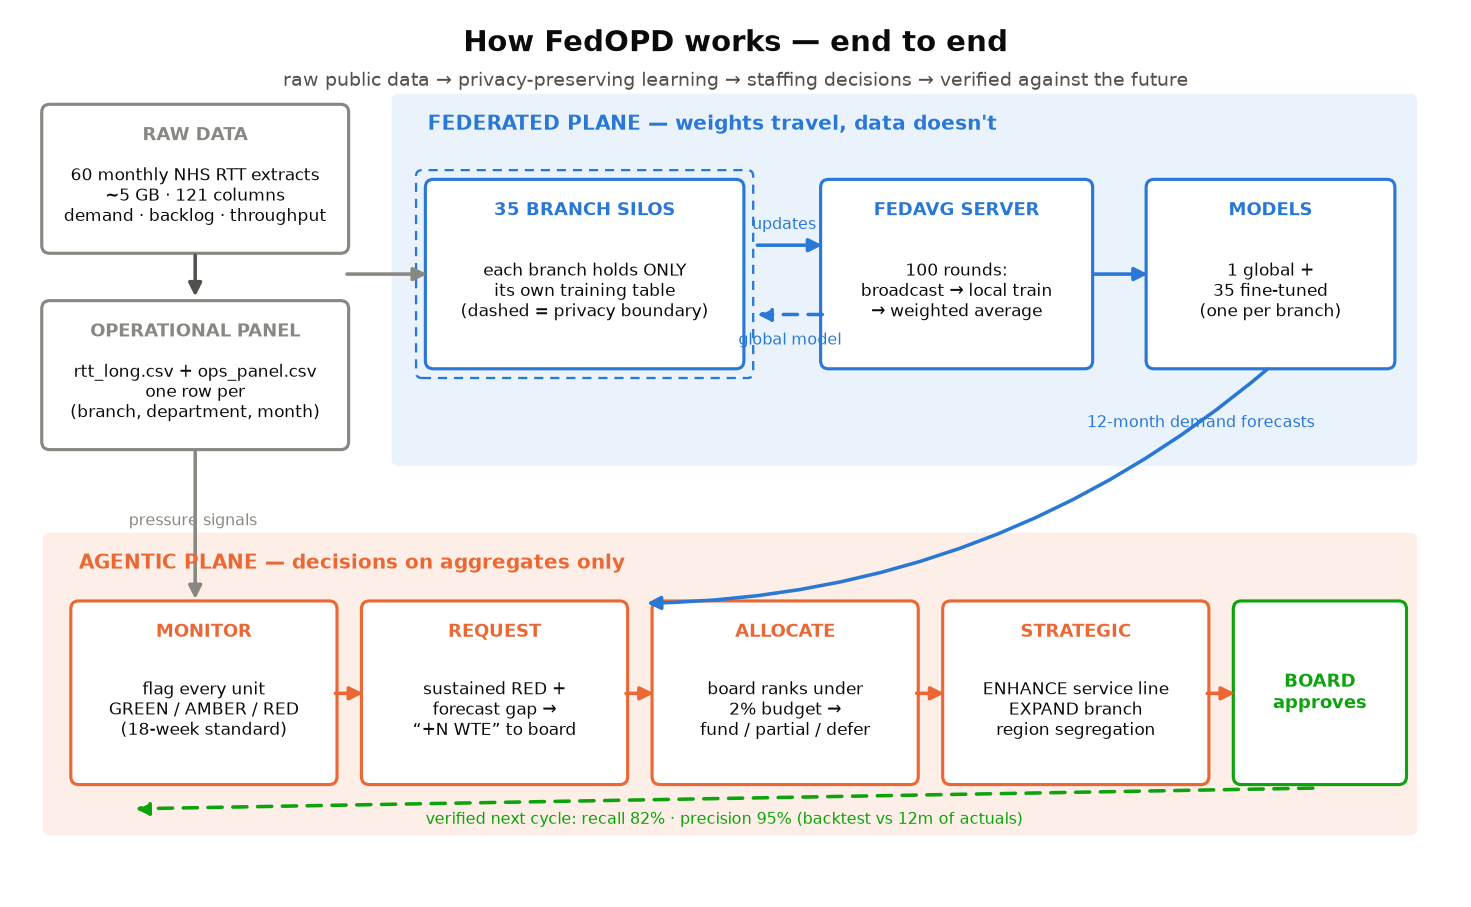 How FedOPD works — end to end
raw public data → privacy-preserving learning → staffing decisions → verified against the future
RAW DATA
60 monthly NHS RTT extracts
~5 GB · 121 columns
demand · backlog · throughput
OPERATIONAL PANEL
rtt_long.csv + ops_panel.csv
one row per
(branch, department, month)
pressure signals
FEDERATED PLANE — weights travel, data doesn't
35 BRANCH SILOS
each branch holds ONLY
its own training table
(dashed = privacy boundary)
updates
global model
FEDAVG SERVER
100 rounds:
broadcast → local train
→ weighted average
MODELS
1 global +
35 fine-tuned
(one per branch)
12-month demand forecasts
AGENTIC PLANE — decisions on aggregates only
MONITOR
flag every unit
GREEN / AMBER / RED
(18-week standard)
REQUEST
sustained RED +
forecast gap →
“+N WTE” to board
ALLOCATE
board ranks under
2% budget →
fund / partial / defer
STRATEGIC
ENHANCE service line
EXPAND branch
region segregation
BOARD
approves
verified next cycle: recall 82% · precision 95% (backtest vs 12m of actuals)